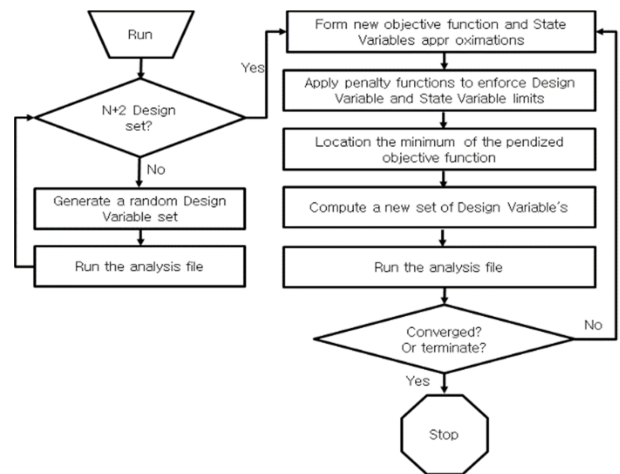 Run
N+2 Design
set?
Yes
No
Generate a random Design
Variable set
Run the analysis file
Form new objective function and State
Variables appr oximations
Apply penalty functions to enforce Design
Variable and State Variable limits
Location the minimum of the pendized
objective function
Compute a new set of Design Variable's
Run the analysis file
Converged?
Or terminate?
No
Yes
Stop